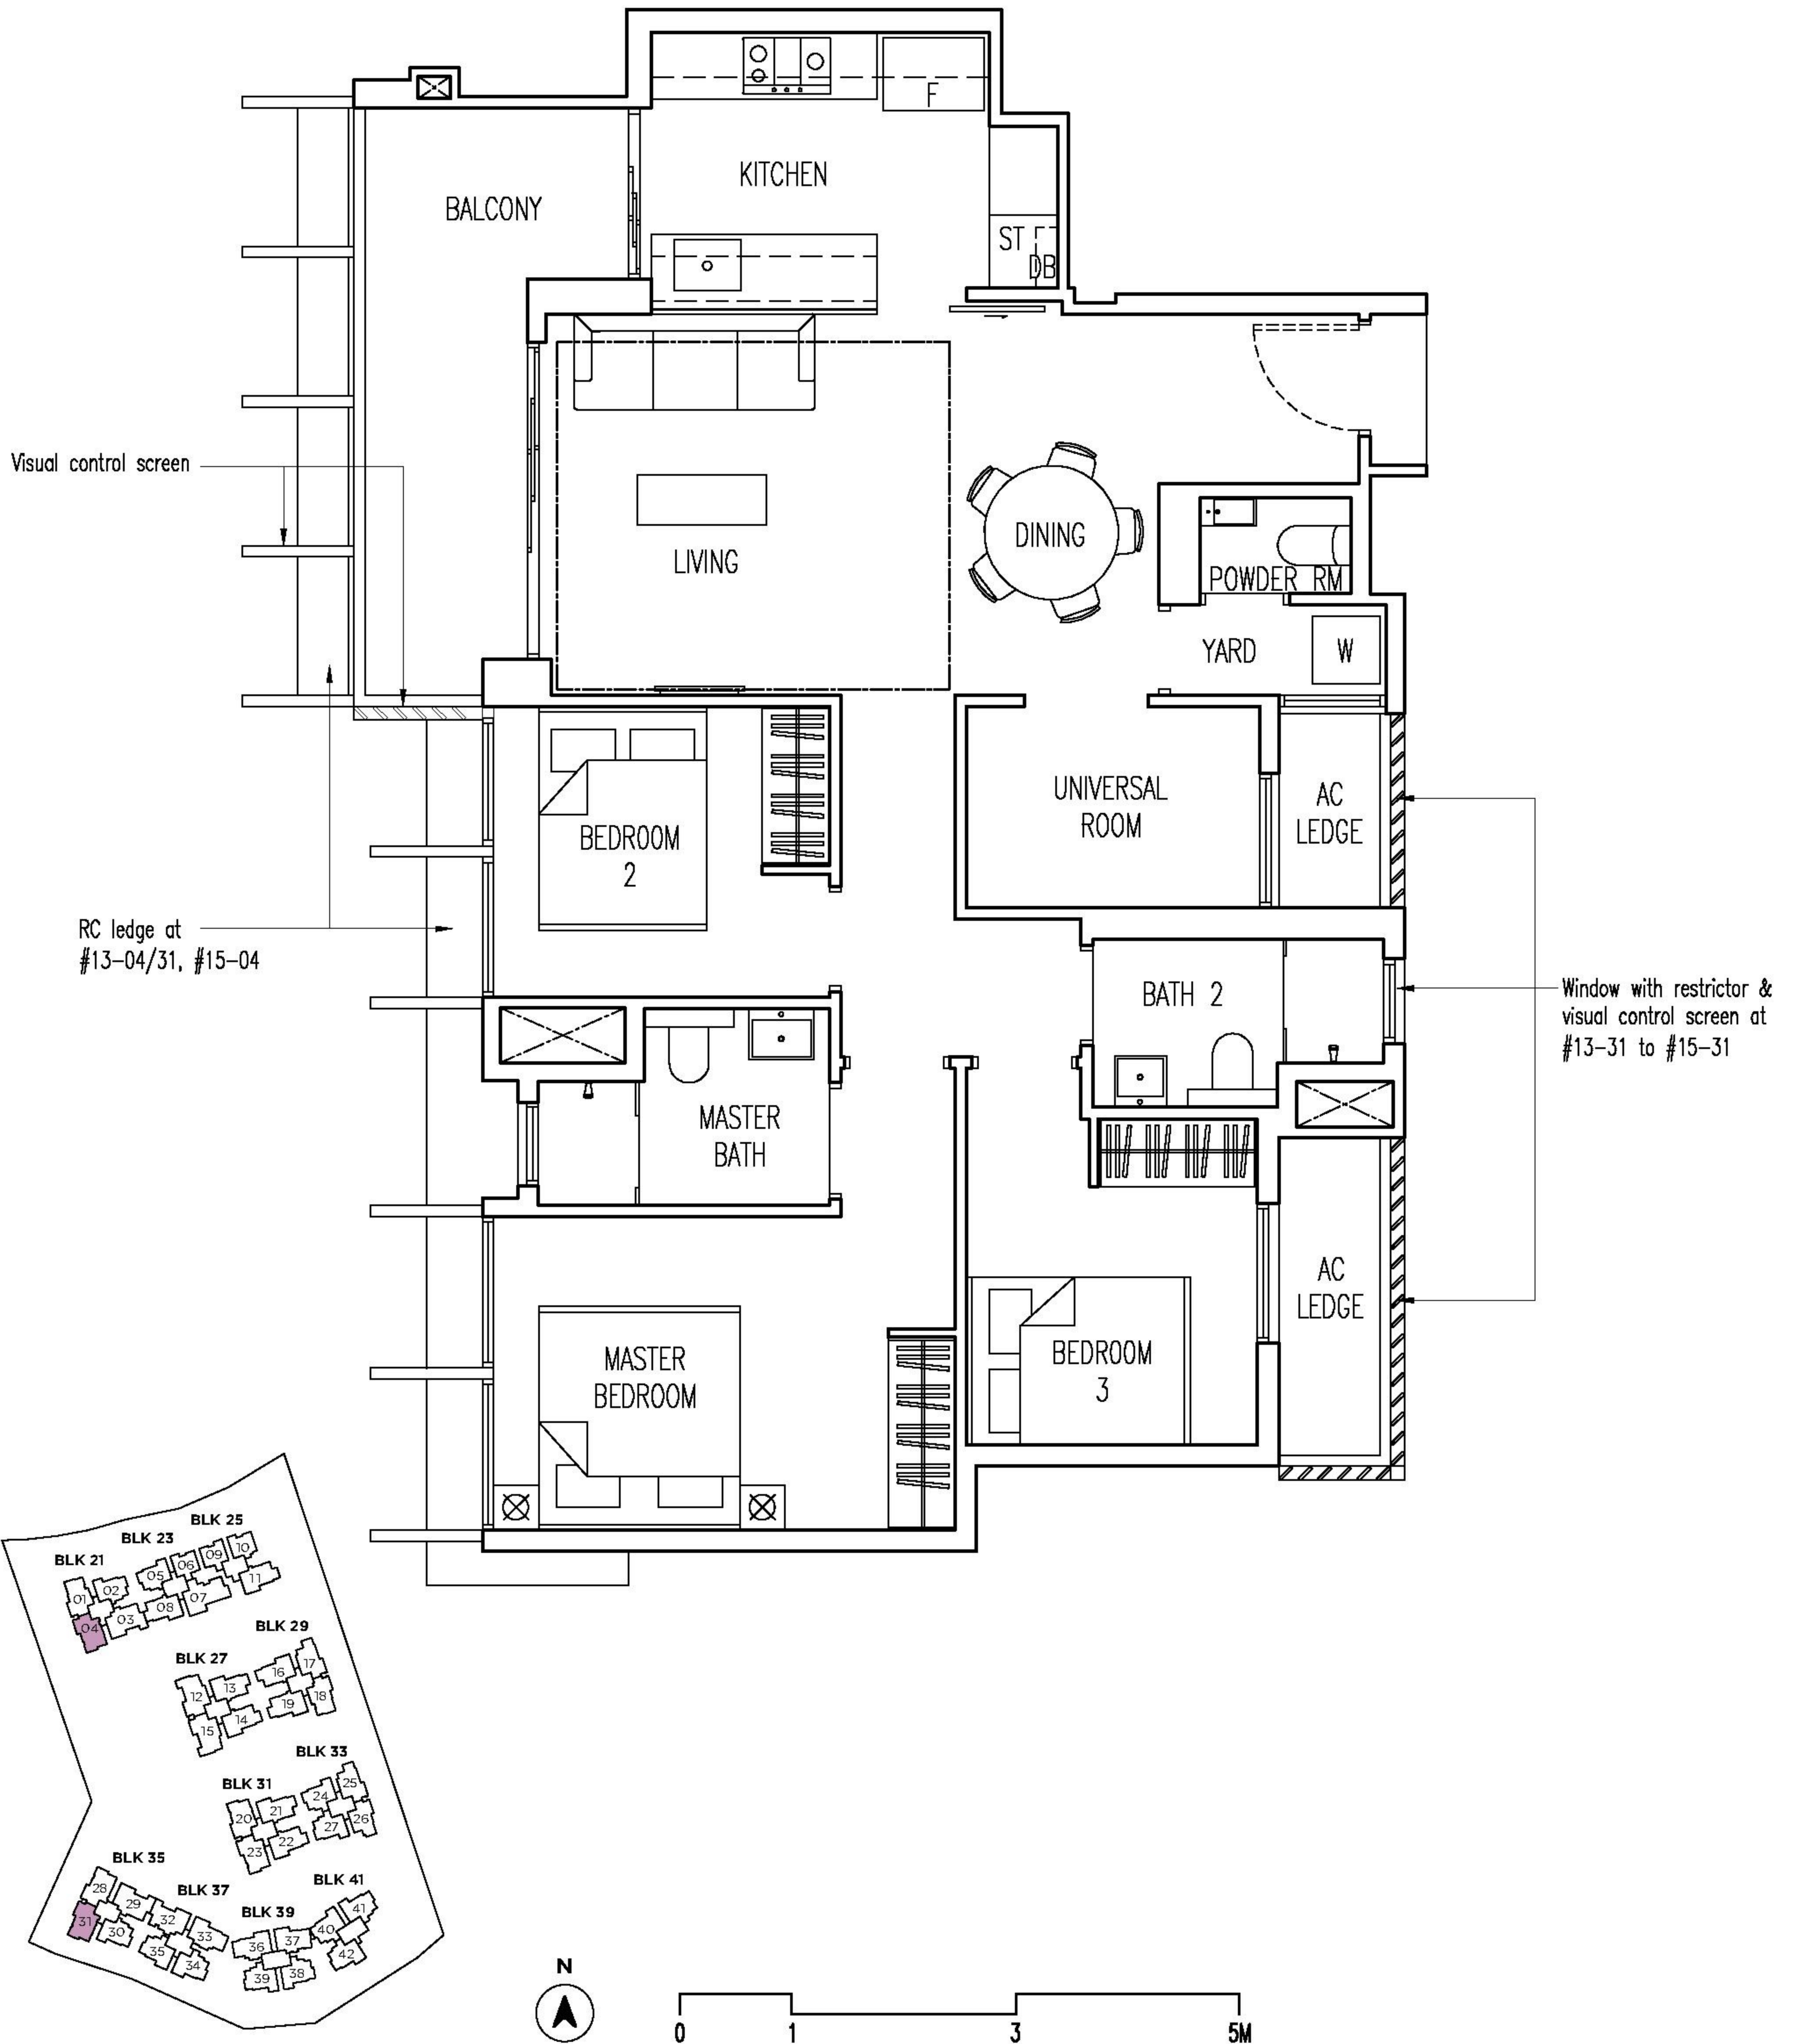 F
KITCHEN
BALCONY
ST
DB
Visual control screen
DINING
LIVING
POWDER RM
YARD
W
UNIVERSAL
ROOM
AC
LEDGE
BEDROOM
2
RC ledge at
#13-04/31, #15-04
BATH 2
Window with restrictor &
visual control screen at
#13-31 to #15-31
MASTER
BATH
AC
LEDGE
MASTER
BEDROOM
BEDROOM
3
BLK 25
BLK 23
BLK 21
10
09
06
05
11
02
01
07
08
03
04
BLK 29
BLK 27
17
16
13
12
18
19
14
15
BLK 33
BLK 31
25
24
21
20
26
27
22
23
BLK 35
BLK 37
BLK 41
BLK 39
28
29
32
33
31
30
35
34
41
40
37
36
42
38
39
N
0 1 3 5M